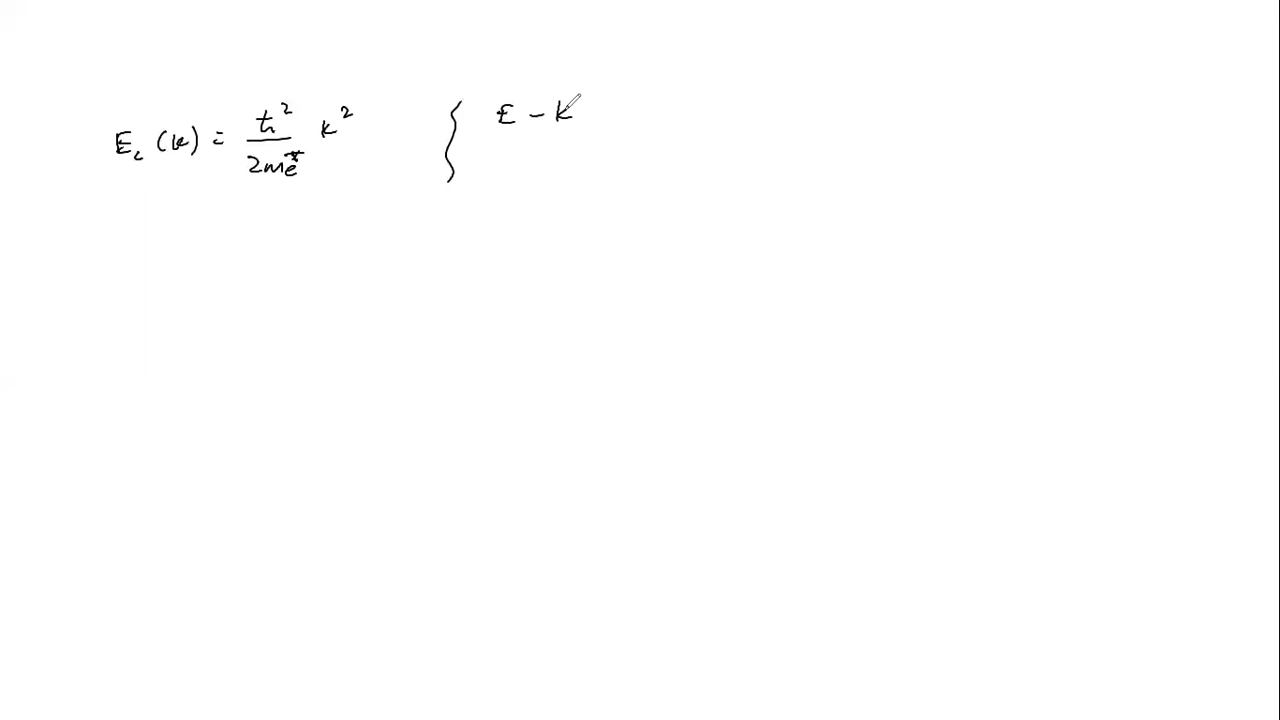 E_c (k) = ħ² / 2m_e* k² { E - k